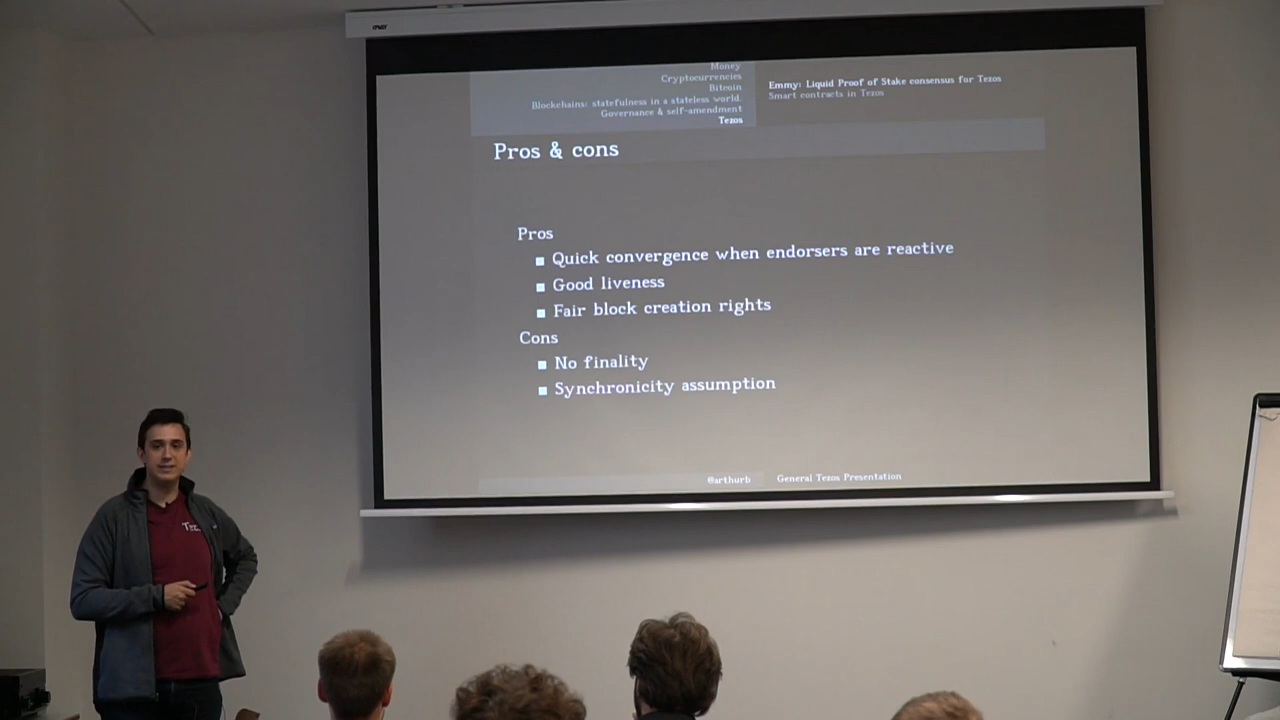 Money
Cryptocurrencies
Bitcoin
Blockchains: statefulness in a stateless world.
Governance & self-amendment
Tezos
Emmy: Liquid Proof of Stake consensus for Tezos
Smart contracts in Tezos
Pros & cons
Pros
Quick convergence when endorsers are reactive
Good liveness
Fair block creation rights
Cons
No finality
Synchronicity assumption
@arthurb
General Tezos Presentation